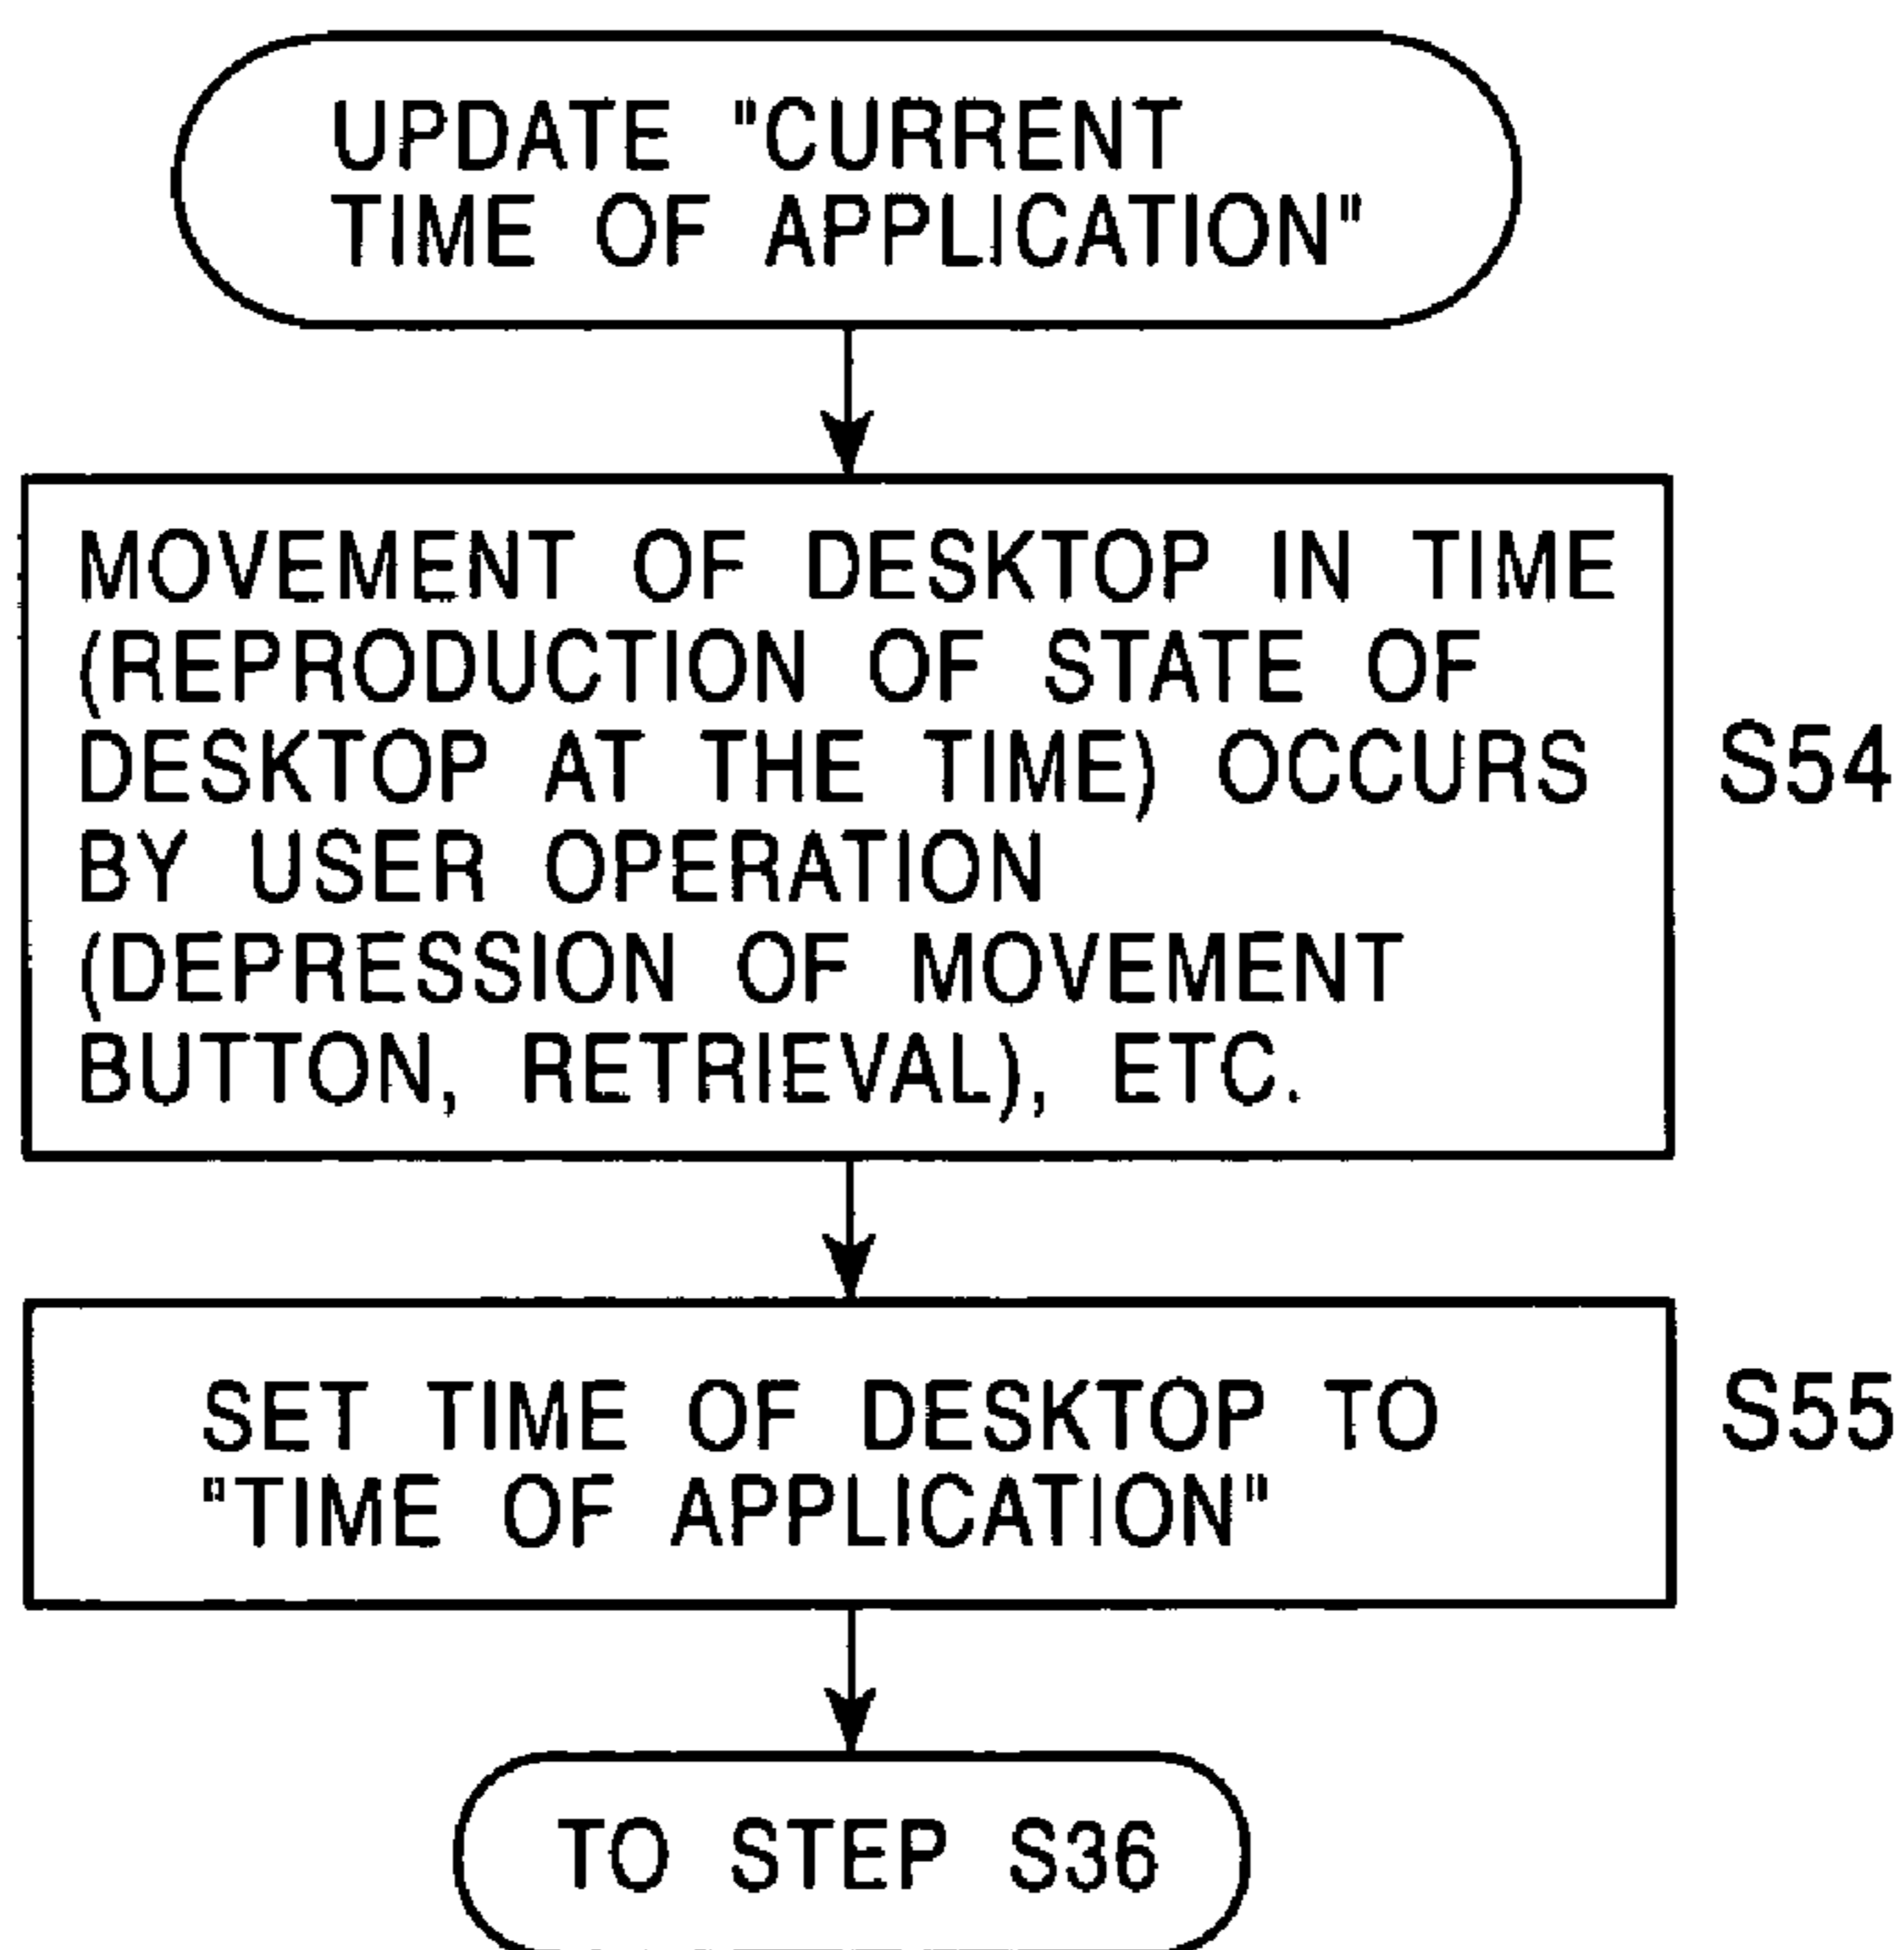 UPDATE "CURRENT
TIME OF APPLICATION"
MOVEMENT OF DESKTOP IN TIME
(REPRODUCTION OF STATE OF
DESKTOP AT THE TIME) OCCURS
BY USER OPERATION
(DEPRESSION OF MOVEMENT
BUTTON, RETRIEVAL), ETC.
S54
SET TIME OF DESKTOP TO
"TIME OF APPLICATION"
S55
TO STEP S36